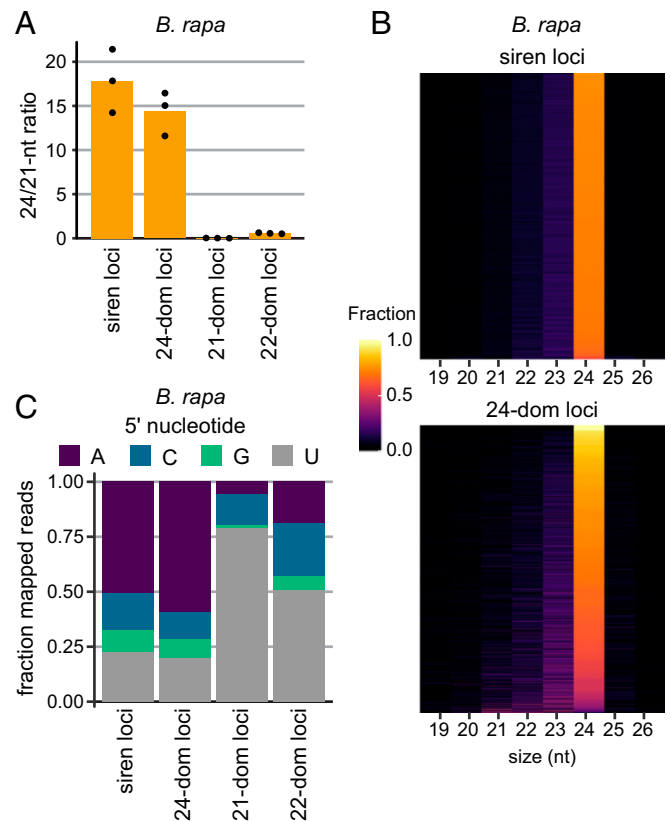 A
B. rapa
24/21-nt ratio
20
15
10
5
0
siren loci
24-dom loci
21-dom loci
22-dom loci
B
B. rapa
siren loci
Fraction
1.0
0.5
0.0
19 20 21 22 23 24 25 26
24-dom loci
19 20 21 22 23 24 25 26
size (nt)
C
B. rapa
5' nucleotide
A C G U
fraction mapped reads
1.00
0.75
0.50
0.25
0.00
siren loci
24-dom loci
21-dom loci
22-dom loci